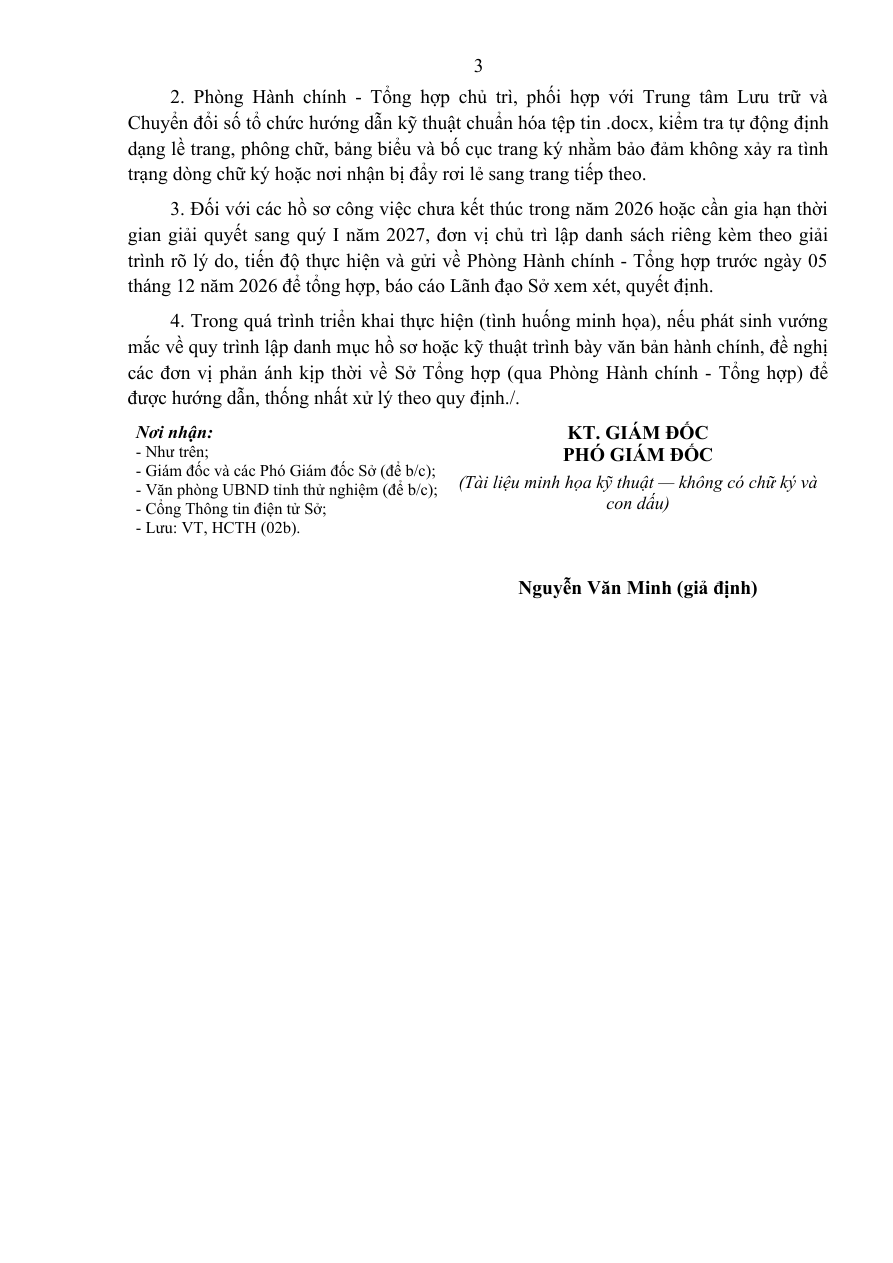 3
2. Phòng Hành chính - Tổng hợp chủ trì, phối hợp với Trung tâm Lưu trữ và
Chuyển đổi số tổ chức hướng dẫn kỹ thuật chuẩn hóa tệp tin .docx, kiểm tra tự động định
dạng lề trang, phông chữ, bảng biểu và bố cục trang ký nhằm bảo đảm không xảy ra tình
trạng dòng chữ ký hoặc nơi nhận bị đẩy rơi lẻ sang trang tiếp theo.
3. Đối với các hồ sơ công việc chưa kết thúc trong năm 2026 hoặc cần gia hạn thời
gian giải quyết sang quý I năm 2027, đơn vị chủ trì lập danh sách riêng kèm theo giải
trình rõ lý do, tiến độ thực hiện và gửi về Phòng Hành chính - Tổng hợp trước ngày 05
tháng 12 năm 2026 để tổng hợp, báo cáo Lãnh đạo Sở xem xét, quyết định.
4. Trong quá trình triển khai thực hiện (tình huống minh họa), nếu phát sinh vướng
mắc về quy trình lập danh mục hồ sơ hoặc kỹ thuật trình bày văn bản hành chính, đề nghị
các đơn vị phản ánh kịp thời về Sở Tổng hợp (qua Phòng Hành chính - Tổng hợp) để
được hướng dẫn, thống nhất xử lý theo quy định./.
Nơi nhận:
- Như trên;
- Giám đốc và các Phó Giám đốc Sở (để b/c);
- Văn phòng UBND tỉnh thử nghiệm (để b/c);
- Cổng Thông tin điện tử Sở;
- Lưu: VT, HCTH (02b).
KT. GIÁM ĐỐC
PHÓ GIÁM ĐỐC
(Tài liệu minh họa kỹ thuật — không có chữ ký và
con dấu)
Nguyễn Văn Minh (giả định)